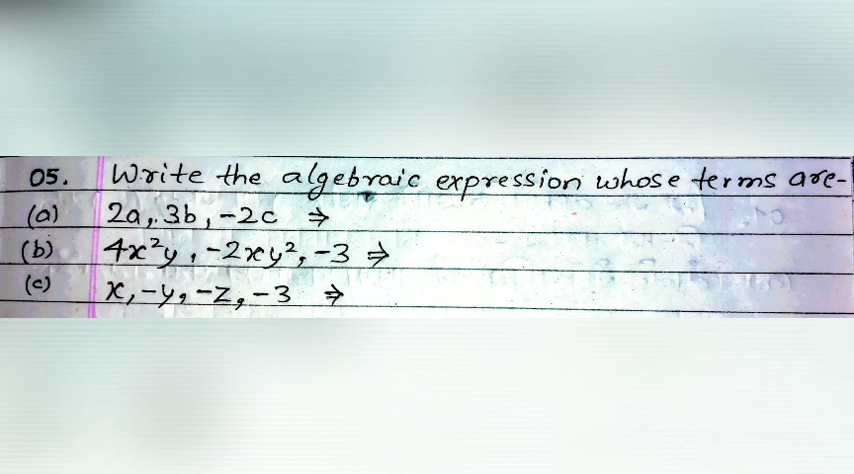 05. Write the algebraic expression whose terms are-
(a) 2a, 3b, -2c ⇒
(b) 4x²y, -2xy², -3 ⇒
(c) x, -y, -z, -3 ⇒